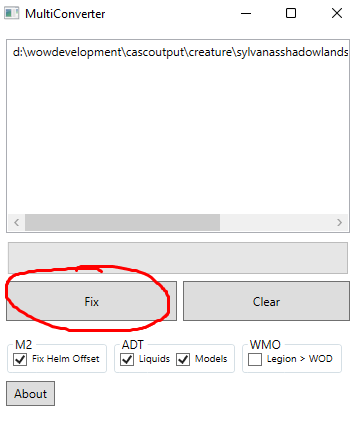 MultiConverter
d:\wowdevelopment\cascoutput\creature\sylvanasshadowlands
Fix
Clear
M2
ADT
WMO
Fix Helm Offset
Liquids
Models
Legion > WOD
About